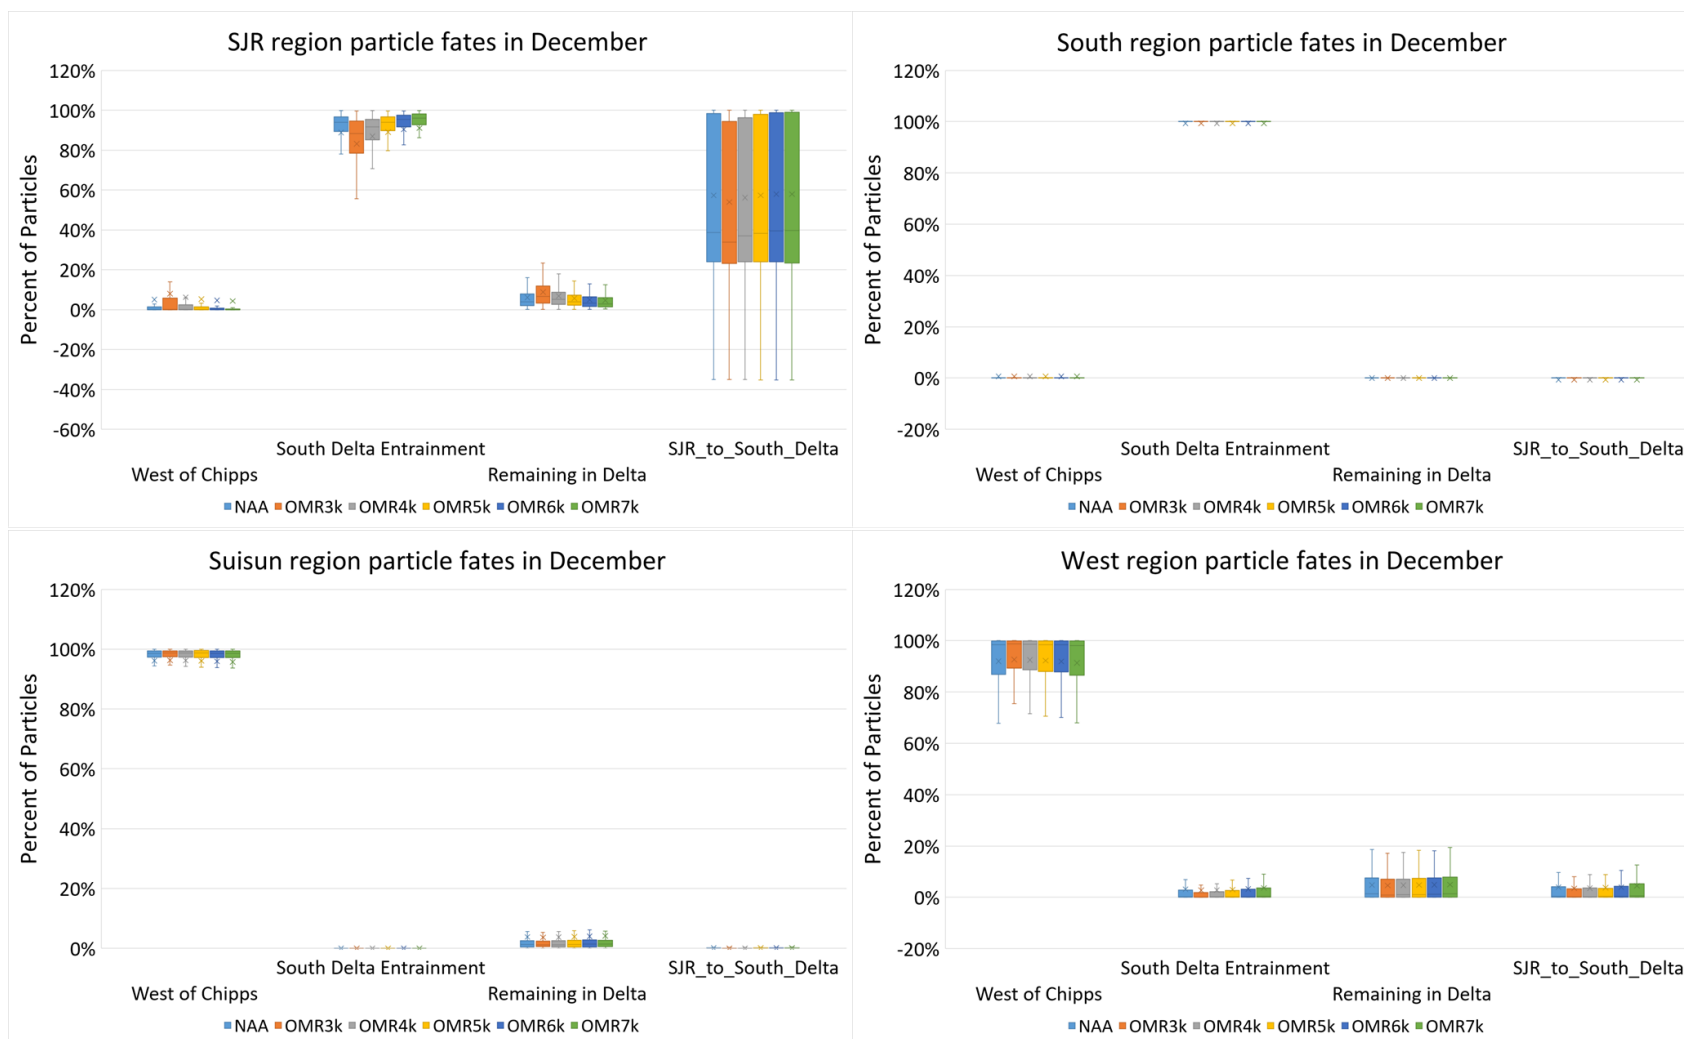 SJR region particle fates in December
120%
100%
80%
60%
40%
20%
0%
-20%
-40%
-60%
Percent of Particles
South Delta Entrainment
SJR_to_South_Delta
West of Chipps
Remaining in Delta
NAA OMR3k OMR4k OMR5k OMR6k OMR7k
South region particle fates in December
120%
100%
80%
60%
40%
20%
0%
-20%
Percent of Particles
South Delta Entrainment
SJR_to_South_Delta
West of Chipps
Remaining in Delta
NAA OMR3k OMR4k OMR5k OMR6k OMR7k
Suisun region particle fates in December
120%
100%
80%
60%
40%
20%
0%
Percent of Particles
South Delta Entrainment
SJR_to_South_Delta
West of Chipps
Remaining in Delta
NAA OMR3k OMR4k OMR5k OMR6k OMR7k
West region particle fates in December
120%
100%
80%
60%
40%
20%
0%
-20%
Percent of Particles
South Delta Entrainment
SJR_to_South_Delta
West of Chipps
Remaining in Delta
NAA OMR3k OMR4k OMR5k OMR6k OMR7k